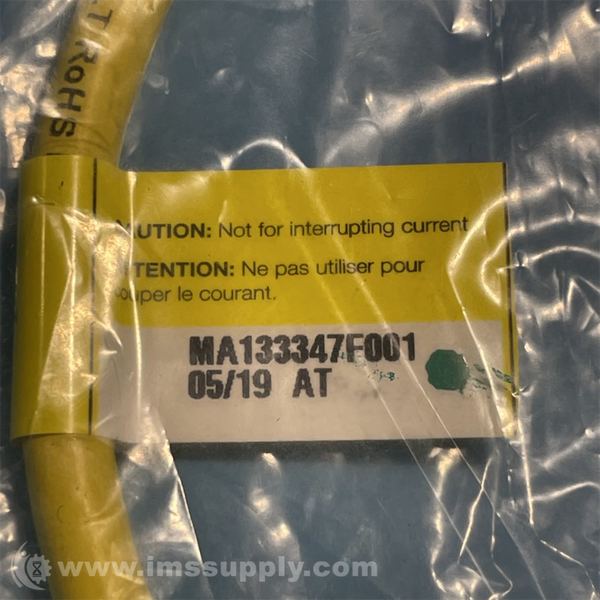 T RoHS
UTION: Not for interrupting current
TENTION: Ne pas utiliser pour
couper le courant.
MA133347F001
05/19 AT
www.imssupply.com